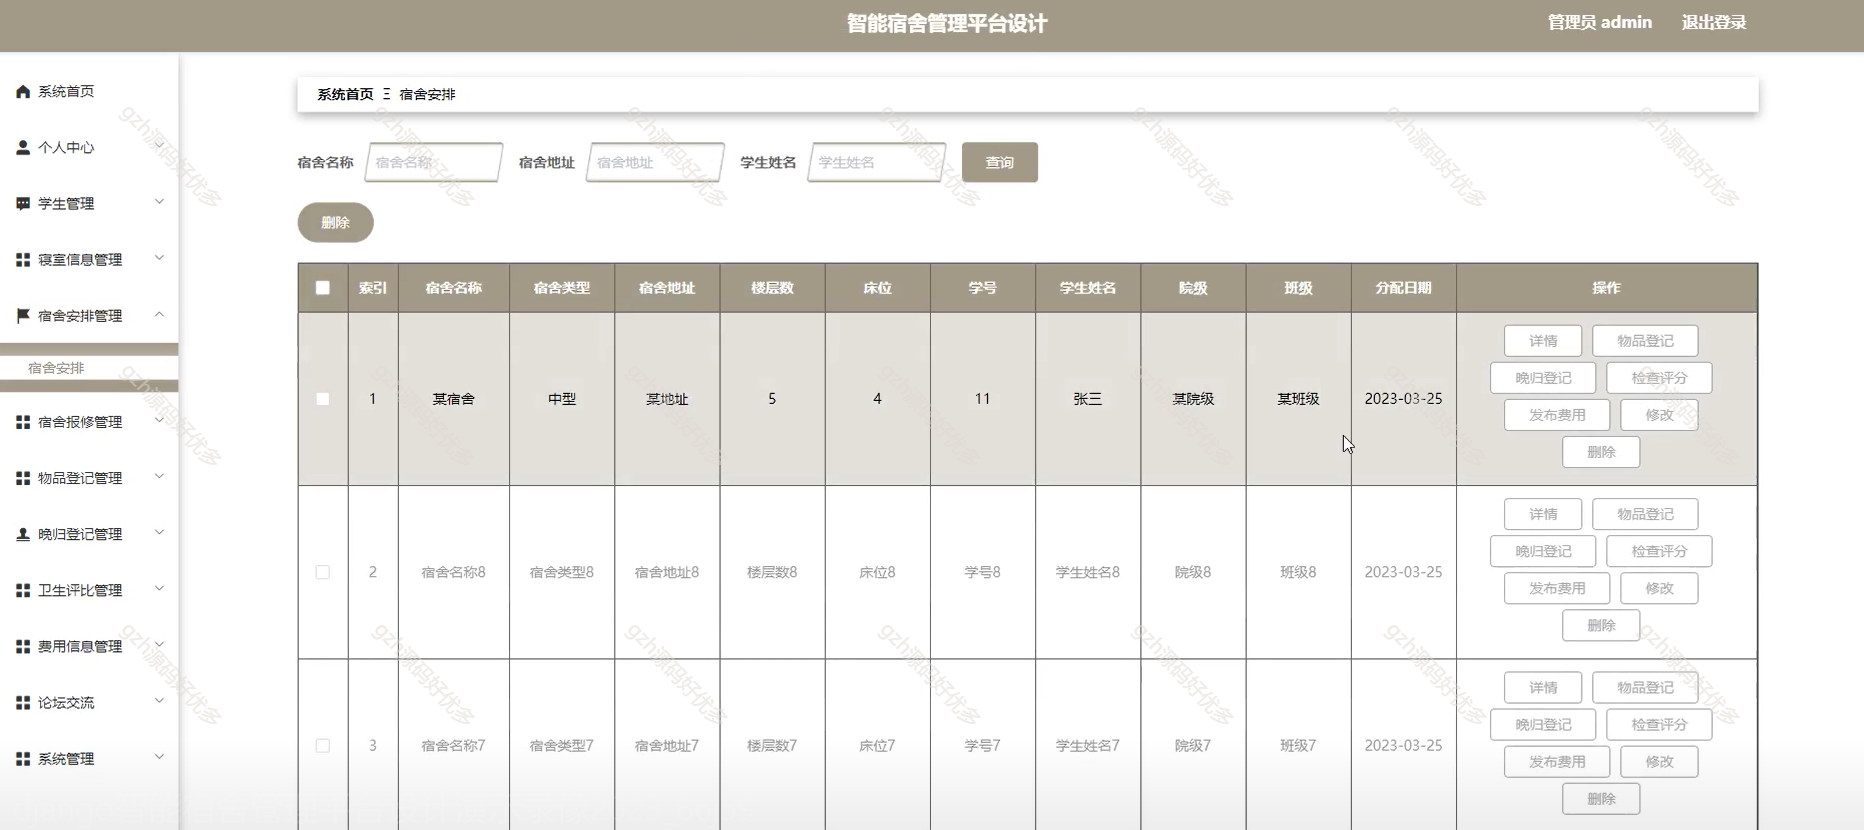 智能宿舍管理平台设计
管理员 admin 退出登录
系统首页
个人中心
学生管理
寝室信息管理
宿舍安排管理
宿舍安排
宿舍报修管理
物品登记管理
晚归登记管理
卫生评比管理
费用信息管理
论坛交流
系统管理
系统首页 Ξ 宿舍安排
宿舍名称 宿舍名称 宿舍地址 宿舍地址 学生姓名 学生姓名 查询
删除
索引 宿舍名称 宿舍类型 宿舍地址 楼层数 床位 学号 学生姓名 院级 班级 分配日期 操作
1 某宿舍 中型 某地址 5 4 11 张三 某院级 某班级 2023-03-25
详情 物品登记
晚归登记 检查评分
发布费用 修改
删除
2 宿舍名称8 宿舍类型8 宿舍地址8 楼层数8 床位8 学号8 学生姓名8 院级8 班级8 2023-03-25
详情 物品登记
晚归登记 检查评分
发布费用 修改
删除
3 宿舍名称7 宿舍类型7 宿舍地址7 楼层数7 床位7 学号7 学生姓名7 院级7 班级7 2023-03-25
详情 物品登记
晚归登记 检查评分
发布费用 修改
删除
gzh源码好优多